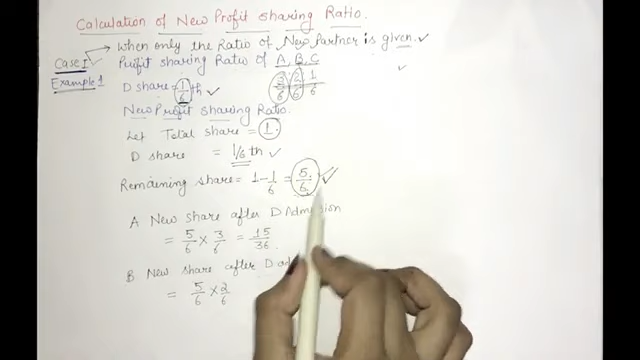 Calculation of New Profit sharing Ratio.
Case I → When only the Ratio of New Partner is given. ✓
Example 1 Profit sharing Ratio of A, B, C
3/6 2/6 1/6
D share = 1/6 th ✓
New Profit sharing Ratio.
Let Total share = 1.
D share = 1/6 th ✓
Remaining share = 1 - 1/6 = 5/6 ✓
A New share after D Admission
= 5/6 × 3/6 = 15/36
B New share after D
= 5/6 × 2/6